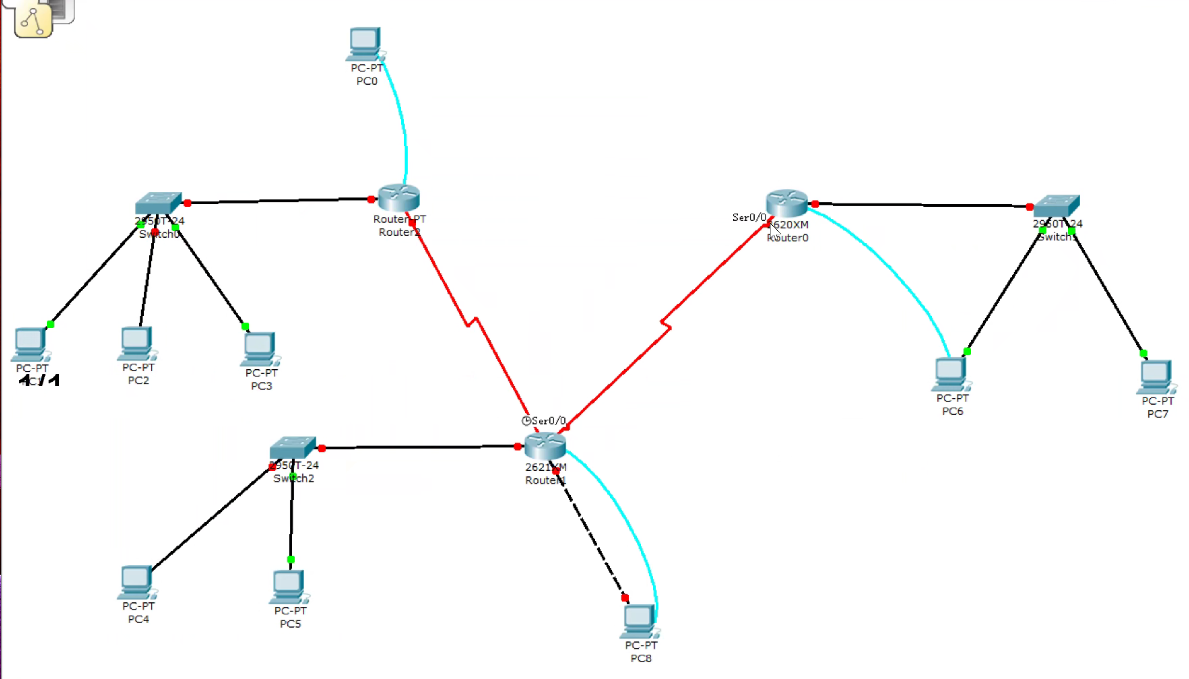 PC-PT
PC0
2950T-24
Switch0
Router-PT
Router2
Ser0/0
2620XM
Router0
2950T-24
PC-PT
4/1
PC-PT
PC2
PC-PT
PC3
PC-PT
PC6
PC-PT
PC7
Ser0/0
2950T-24
Switch2
2621XM
Router1
PC-PT
PC4
PC-PT
PC5
PC-PT
PC8